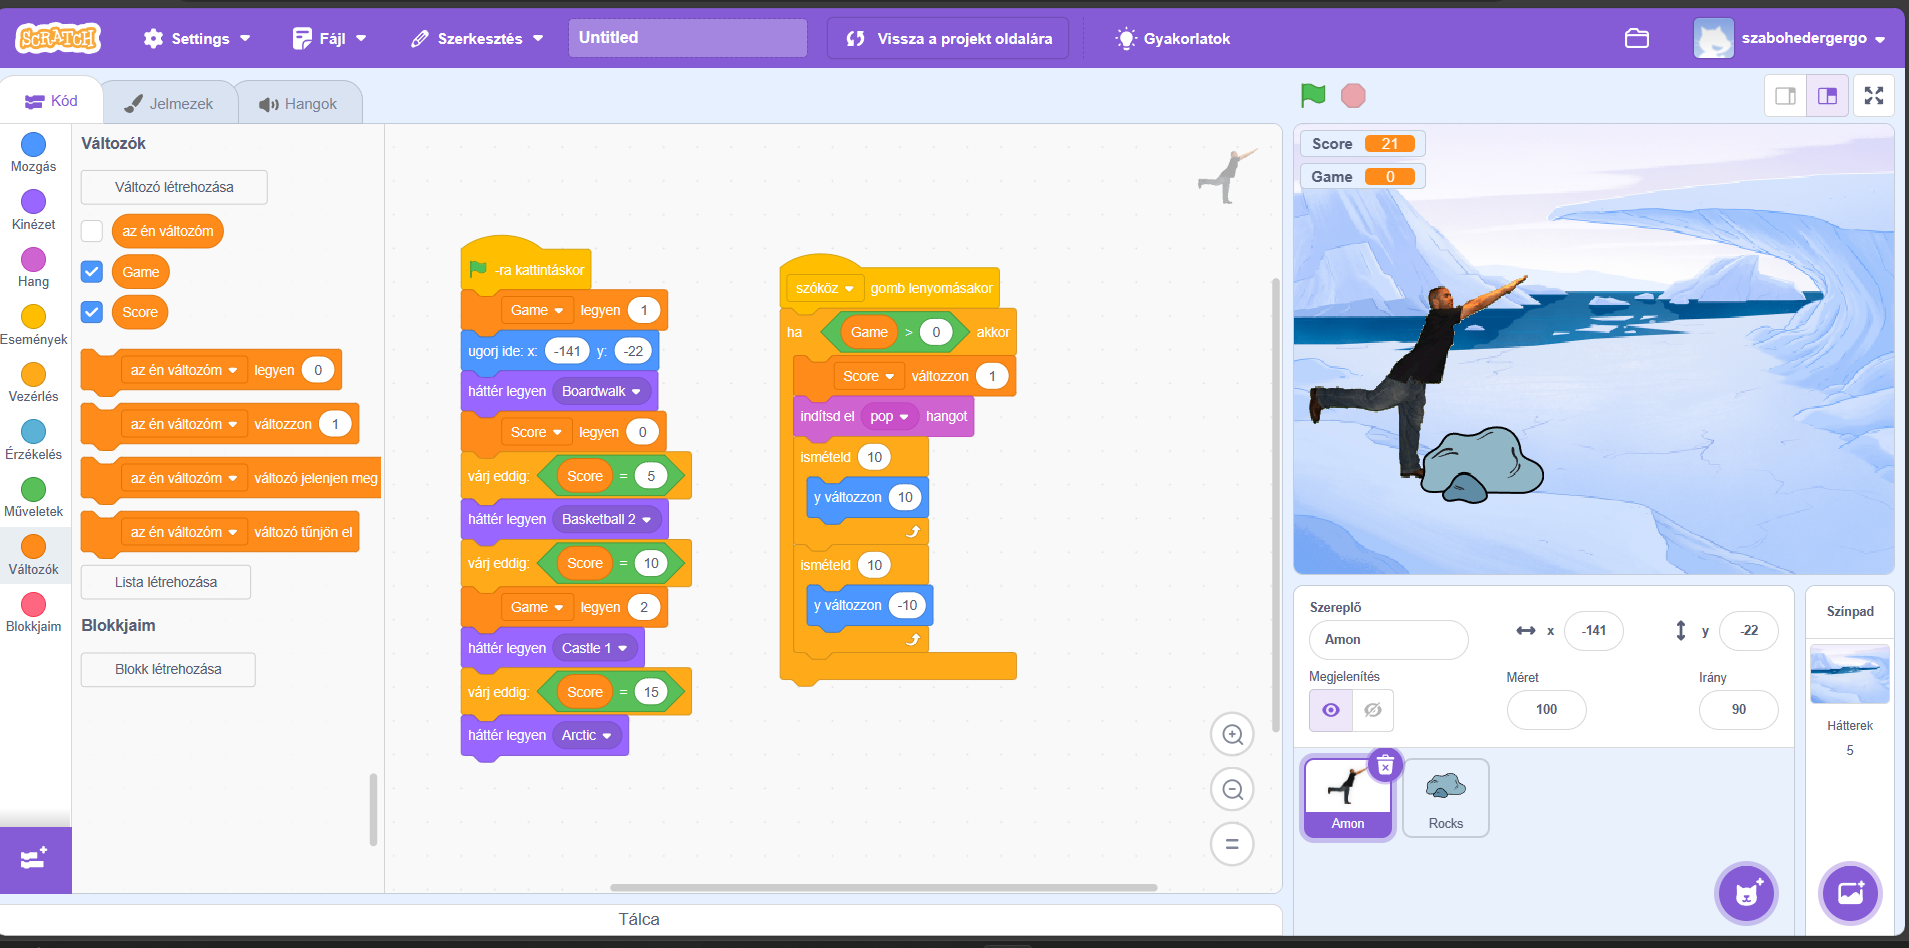 SCRATCH
Settings
Fájl
Szerkesztés
Untitled
Vissza a projekt oldalára
Gyakorlatok
szabohedergergo
Kód
Jelmezek
Hangok
Mozgás
Kinézet
Hang
Események
Vezérlés
Érzékelés
Műveletek
Változók
Blokkjaim
Változók
Változó létrehozása
az én változóm
Game
Score
az én változóm legyen 0
az én változóm változzon 1
az én változóm változó jelenjen meg
az én változóm változó tűnjön el
Lista létrehozása
Blokkjaim
Blokk létrehozása
-ra kattintáskor
Game legyen 1
ugorj ide: x: -141 y: -22
háttér legyen Boardwalk
Score legyen 0
várj eddig: Score = 5
háttér legyen Basketball 2
várj eddig: Score = 10
Game legyen 2
háttér legyen Castle 1
várj eddig: Score = 15
háttér legyen Arctic
szóköz gomb lenyomásakor
ha Game > 0 akkor
Score változzon 1
indítsd el pop hangot
ismételd 10
y változzon 10
ismételd 10
y változzon -10
Tálca
Score 21
Game 0
Szereplő
Amon
x -141
y -22
Megjelenítés
Méret
100
Irány
90
Amon
Rocks
Színpad
Hátterek
5